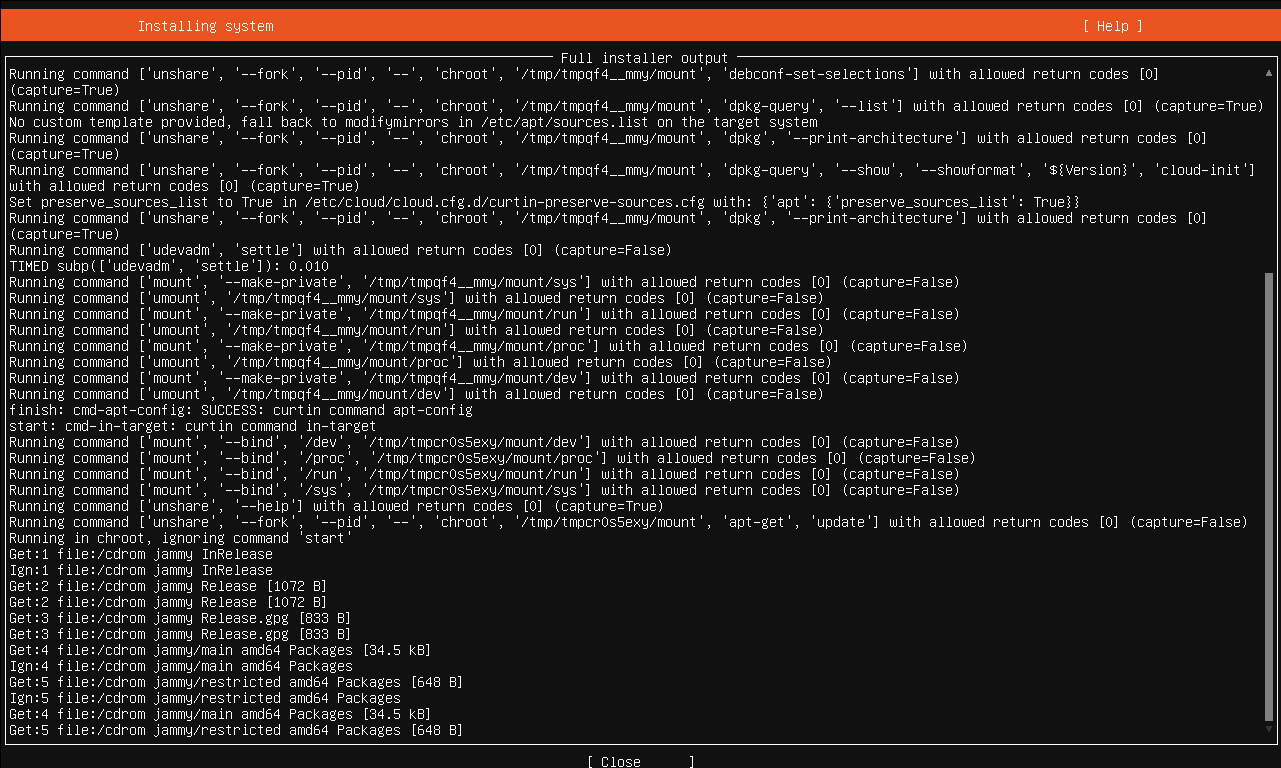 Installing system [ Help ]
Full installer output
Running command ['unshare', '--fork', '--pid', '--', 'chroot', '/tmp/tmpqf4__mmy/mount', 'debconf-set-selections'] with allowed return codes [0]
(capture=True)
Running command ['unshare', '--fork', '--pid', '--', 'chroot', '/tmp/tmpqf4__mmy/mount', 'dpkg-query', '--list'] with allowed return codes [0] (capture=True)
No custom template provided, fall back to modifymirrors in /etc/apt/sources.list on the target system
Running command ['unshare', '--fork', '--pid', '--', 'chroot', '/tmp/tmpqf4__mmy/mount', 'dpkg', '--print-architecture'] with allowed return codes [0]
(capture=True)
Running command ['unshare', '--fork', '--pid', '--', 'chroot', '/tmp/tmpqf4__mmy/mount', 'dpkg-query', '--show', '--showformat', '${Version}', 'cloud-init']
with allowed return codes [0] (capture=True)
Set preserve_sources_list to True in /etc/cloud/cloud.cfg.d/curtin-preserve-sources.cfg with: {'apt': {'preserve_sources_list': True}}
Running command ['unshare', '--fork', '--pid', '--', 'chroot', '/tmp/tmpqf4__mmy/mount', 'dpkg', '--print-architecture'] with allowed return codes [0]
(capture=True)
Running command ['udevadm', 'settle'] with allowed return codes [0] (capture=False)
TIMED subp(['udevadm', 'settle']): 0.010
Running command ['mount', '--make-private', '/tmp/tmpqf4__mmy/mount/sys'] with allowed return codes [0] (capture=False)
Running command ['umount', '/tmp/tmpqf4__mmy/mount/sys'] with allowed return codes [0] (capture=False)
Running command ['mount', '--make-private', '/tmp/tmpqf4__mmy/mount/run'] with allowed return codes [0] (capture=False)
Running command ['umount', '/tmp/tmpqf4__mmy/mount/run'] with allowed return codes [0] (capture=False)
Running command ['mount', '--make-private', '/tmp/tmpqf4__mmy/mount/proc'] with allowed return codes [0] (capture=False)
Running command ['umount', '/tmp/tmpqf4__mmy/mount/proc'] with allowed return codes [0] (capture=False)
Running command ['mount', '--make-private', '/tmp/tmpqf4__mmy/mount/dev'] with allowed return codes [0] (capture=False)
Running command ['umount', '/tmp/tmpqf4__mmy/mount/dev'] with allowed return codes [0] (capture=False)
finish: cmd-apt-config: SUCCESS: curtin command apt-config
start: cmd-in-target: curtin command in-target
Running command ['mount', '--bind', '/dev', '/tmp/tmpcr0s5exy/mount/dev'] with allowed return codes [0] (capture=False)
Running command ['mount', '--bind', '/proc', '/tmp/tmpcr0s5exy/mount/proc'] with allowed return codes [0] (capture=False)
Running command ['mount', '--bind', '/run', '/tmp/tmpcr0s5exy/mount/run'] with allowed return codes [0] (capture=False)
Running command ['mount', '--bind', '/sys', '/tmp/tmpcr0s5exy/mount/sys'] with allowed return codes [0] (capture=False)
Running command ['unshare', '--help'] with allowed return codes [0] (capture=True)
Running command ['unshare', '--fork', '--pid', '--', 'chroot', '/tmp/tmpcr0s5exy/mount', 'apt-get', 'update'] with allowed return codes [0] (capture=False)
Running in chroot, ignoring command 'start'
Get:1 file:/cdrom jammy InRelease
Ign:1 file:/cdrom jammy InRelease
Get:2 file:/cdrom jammy Release [1072 B]
Get:2 file:/cdrom jammy Release [1072 B]
Get:3 file:/cdrom jammy Release.gpg [833 B]
Get:3 file:/cdrom jammy Release.gpg [833 B]
Get:4 file:/cdrom jammy/main amd64 Packages [34.5 kB]
Ign:4 file:/cdrom jammy/main amd64 Packages
Get:5 file:/cdrom jammy/restricted amd64 Packages [648 B]
Ign:5 file:/cdrom jammy/restricted amd64 Packages
Get:4 file:/cdrom jammy/main amd64 Packages [34.5 kB]
Get:5 file:/cdrom jammy/restricted amd64 Packages [648 B]
[ Close ]